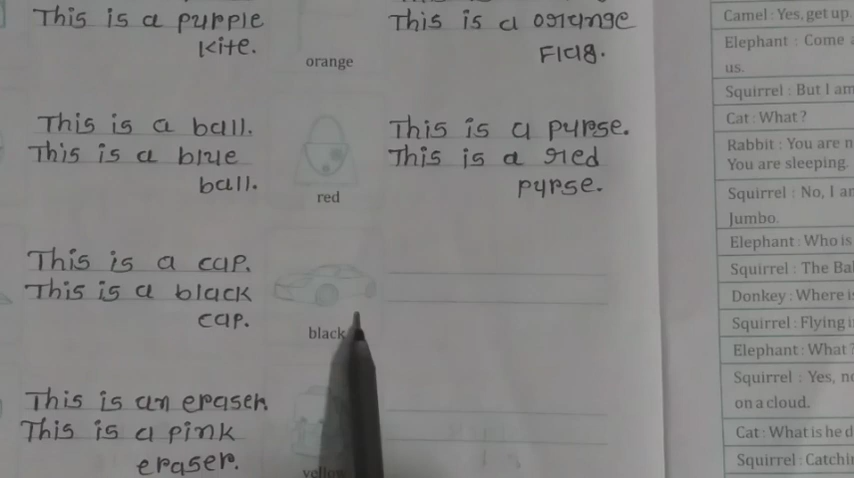 This is a purple
kite.
orange
This is a orange
Flag.
This is a ball.
This is a blue
ball.
red
This is a purse.
This is a red
purse.
This is a cap.
This is a black
cap.
black
This is an eraser.
This is a pink
eraser.
yellow
Camel : Yes, get up.
Elephant : Come
us.
Squirrel : But I am
Cat : What ?
Rabbit : You are
You are sleeping.
Squirrel : No, I
Jumbo.
Elephant : Who is
Squirrel : The
Donkey : Where
Squirrel : Flying
Elephant : What ?
Squirrel : Yes,
on a cloud.
Cat : What is he
Squirrel :